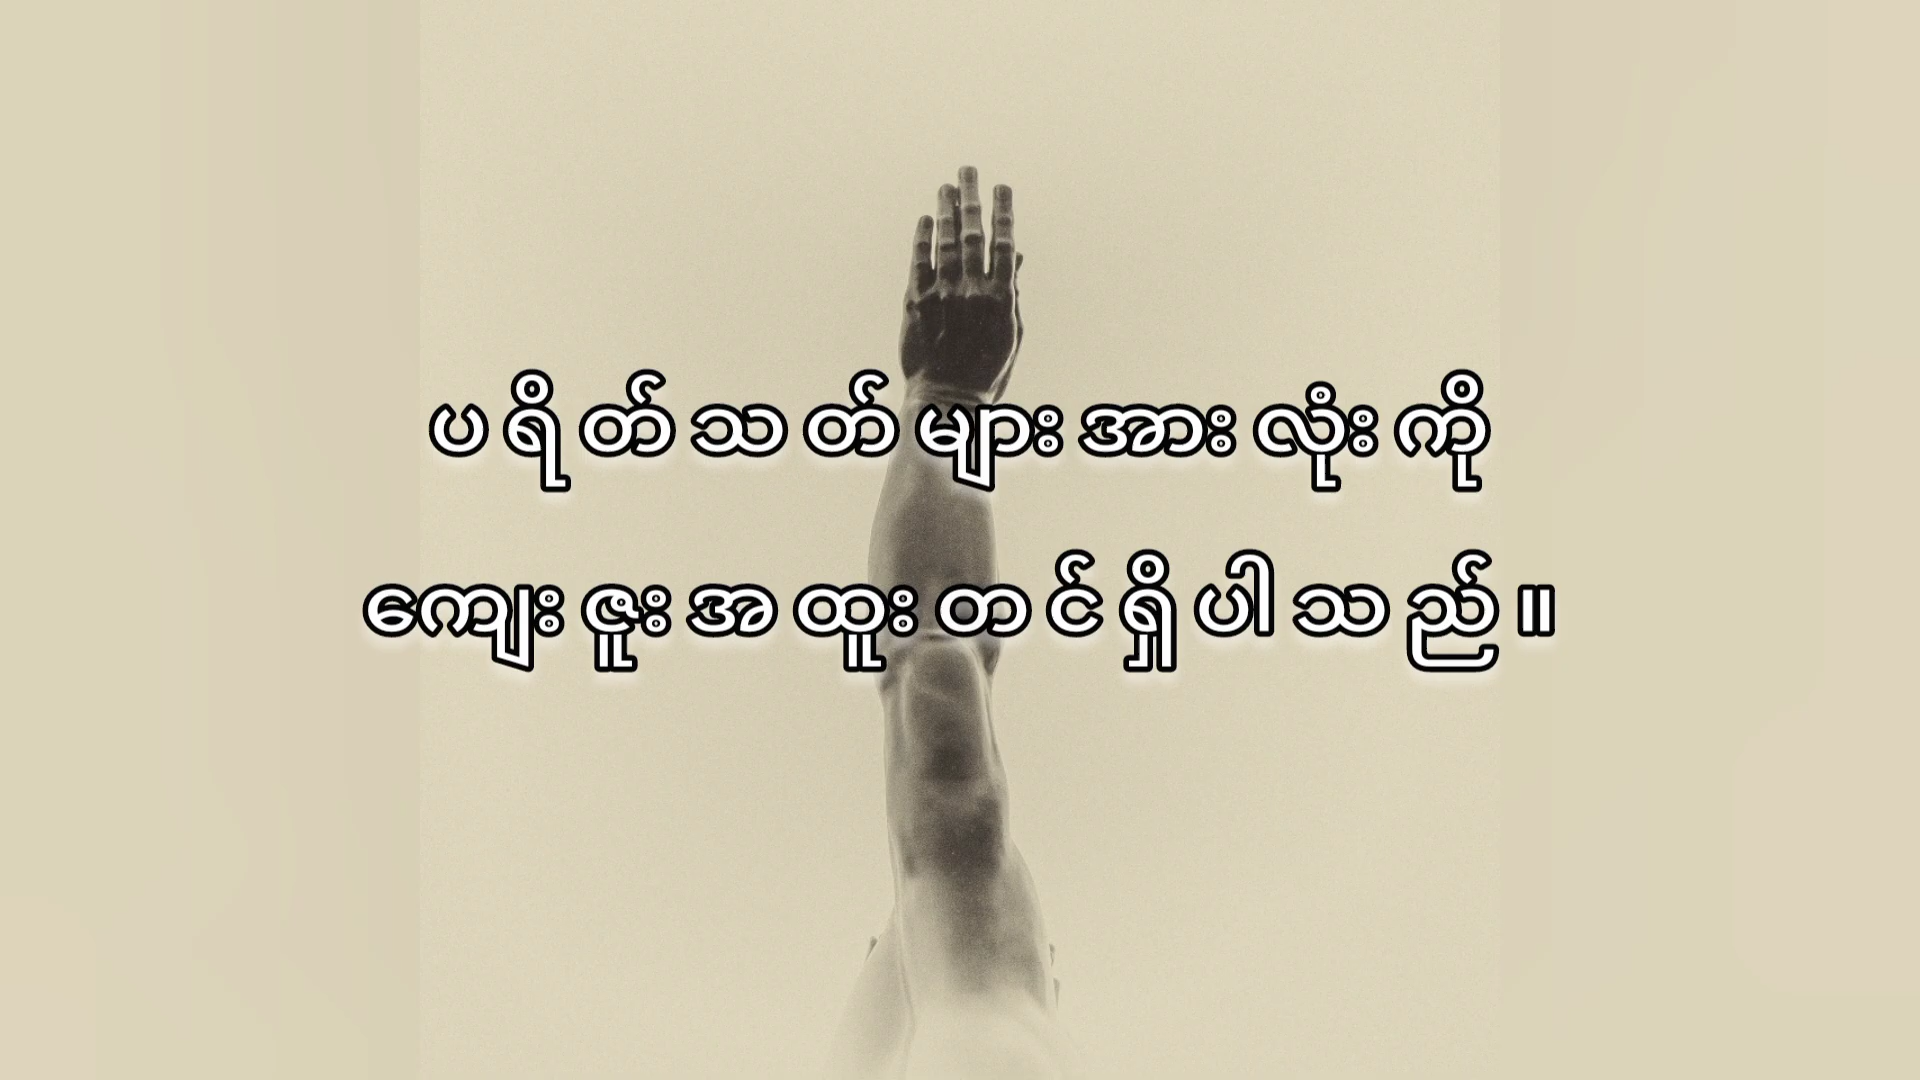 ပရိတ်သတ်များအားလုံးကို
ကျေးဇူးအထူးတင်ရှိပါသည်။